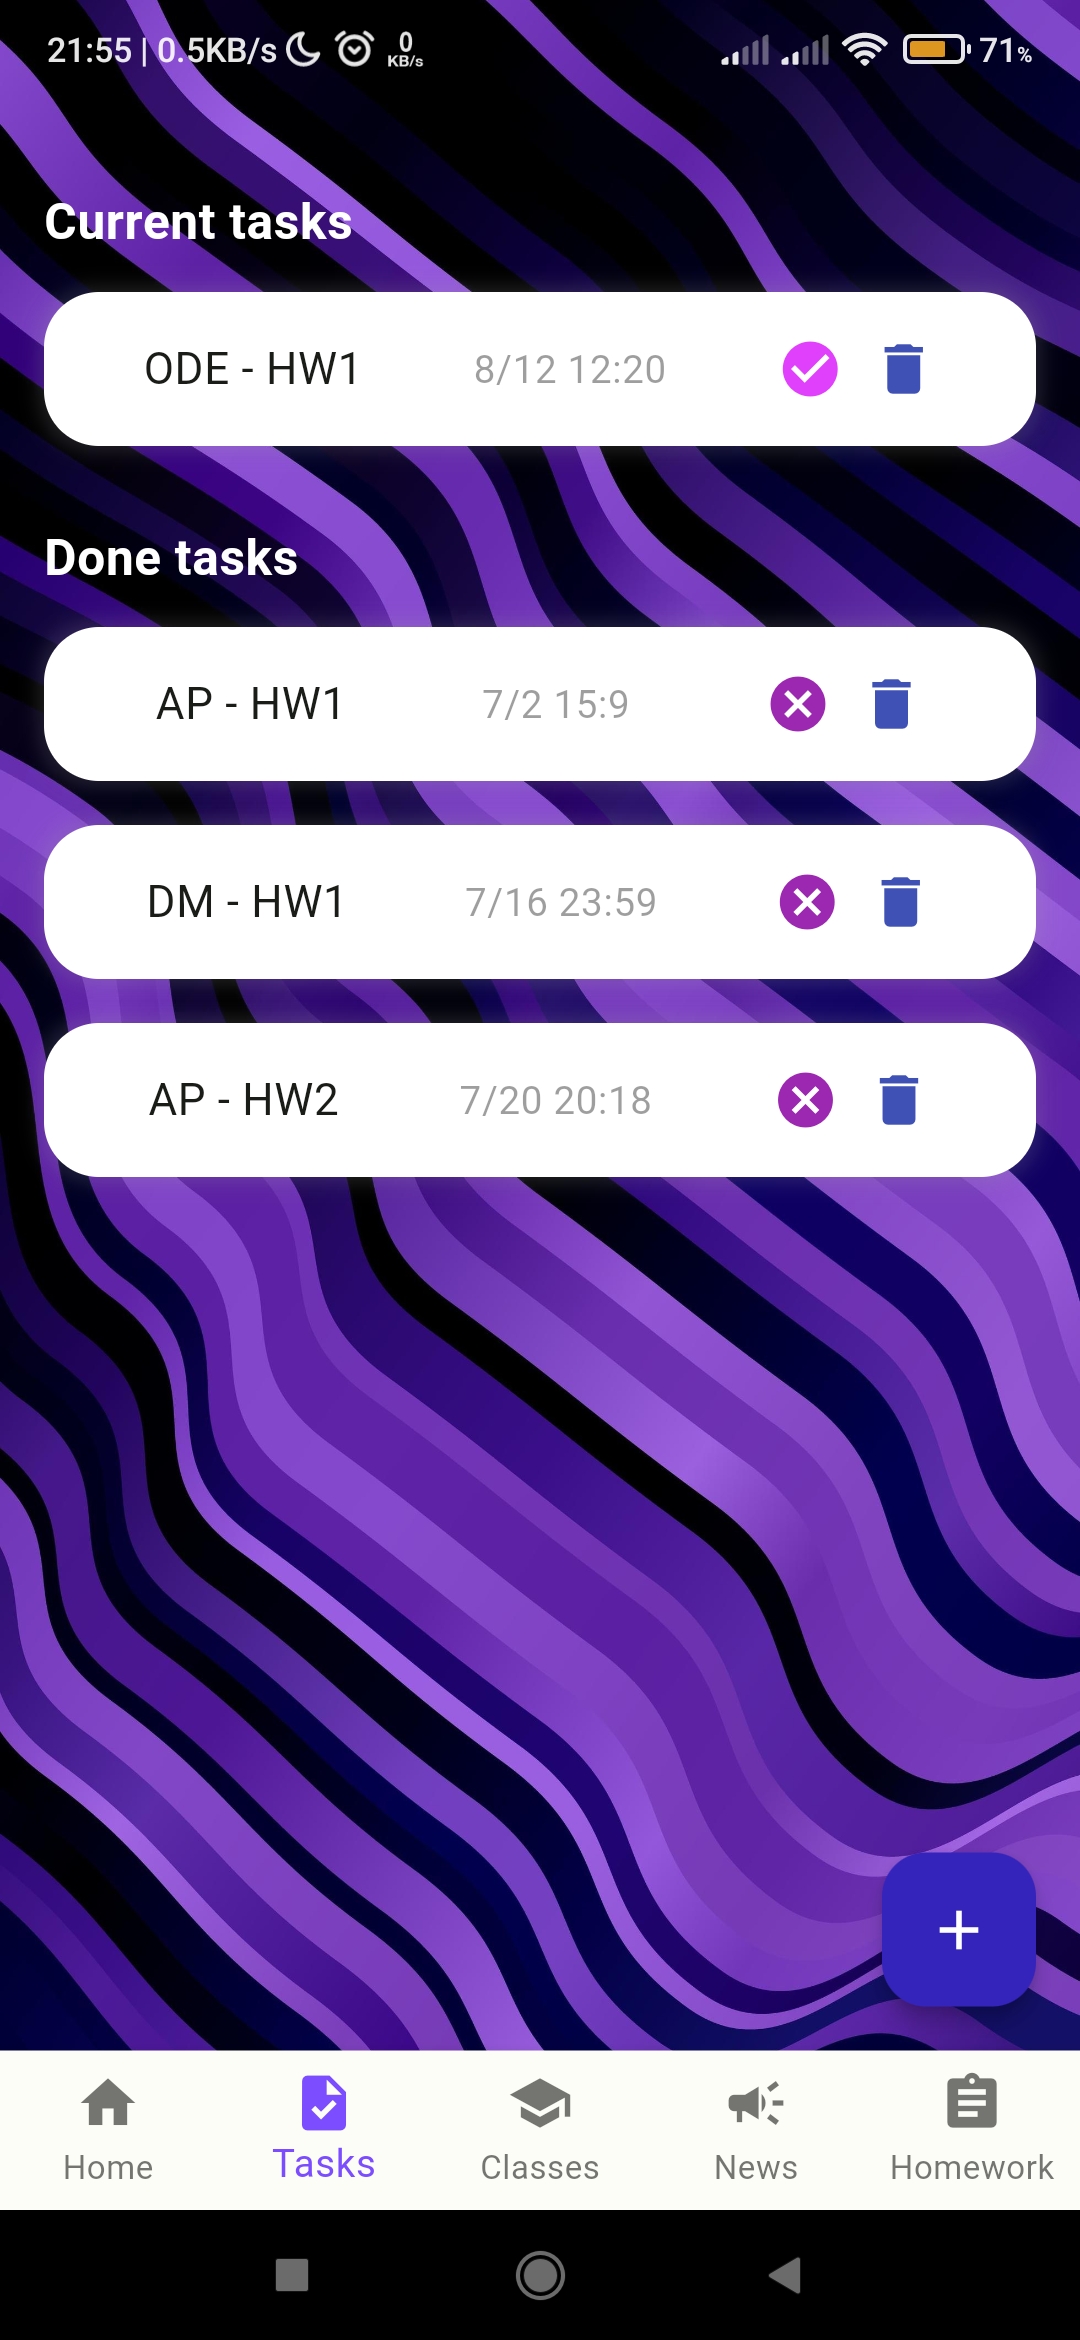 21:55 | 0.5KB/s 0 KB/s 71%
Current tasks
ODE - HW1 8/12 12:20
Done tasks
AP - HW1 7/2 15:9
DM - HW1 7/16 23:59
AP - HW2 7/20 20:18
Home Tasks Classes News Homework